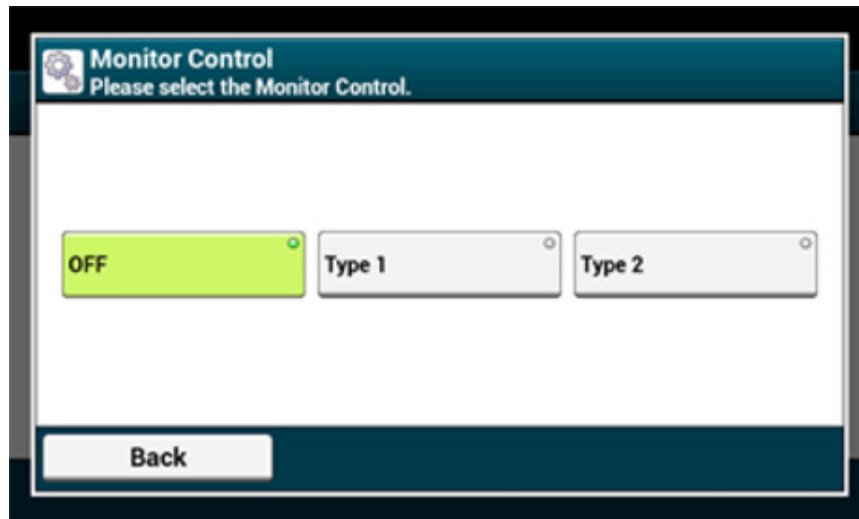 Monitor Control
Please select the Monitor Control.
OFF
Type 1
Type 2
Back